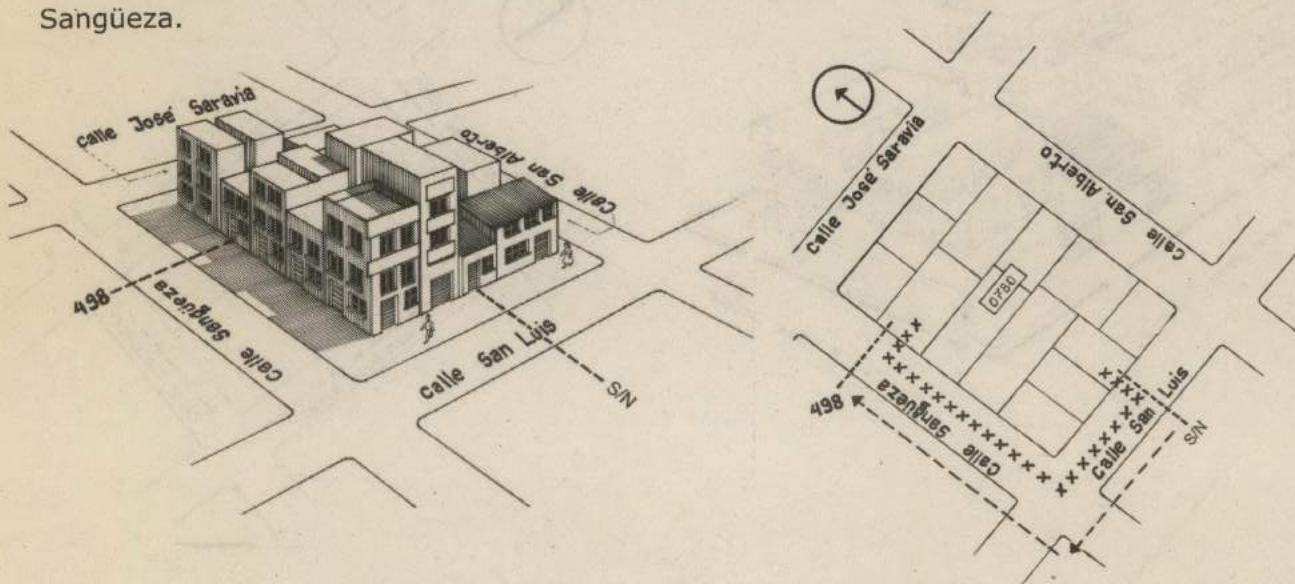 Sangüeza.
calle José Saravia
Calle San Alberto
498
Calle Sangüeza
calle San Luis
S/N
Calle José Saravia
Calle San. Alberto
0780
498
Calle Sangüeza
Calle San Luis
S/N